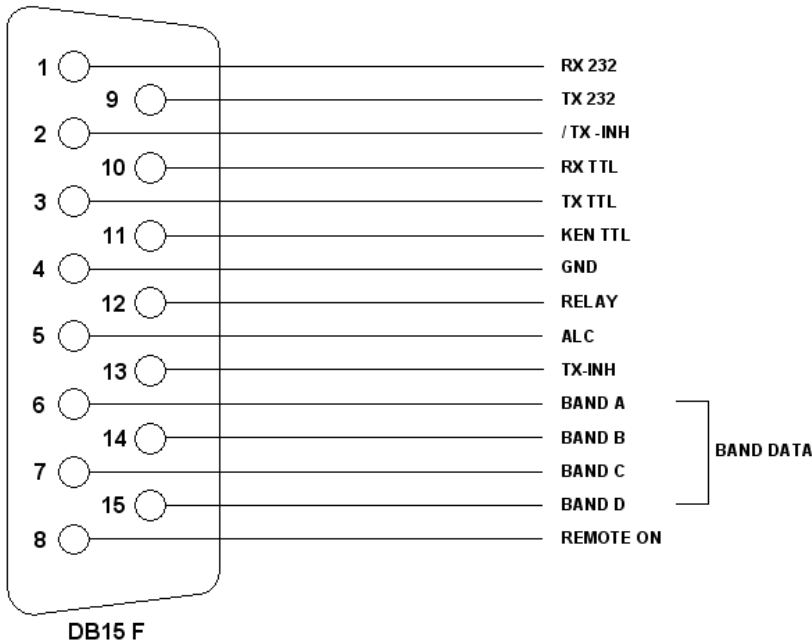 1 RX 232
9 TX 232
2 / TX -INH
10 RX TTL
3 TX TTL
11 KEN TTL
4 GND
12 RELAY
5 ALC
13 TX-INH
6 BAND A
14 BAND B
BAND DATA
7 BAND C
15 BAND D
8 REMOTE ON
DB15 F